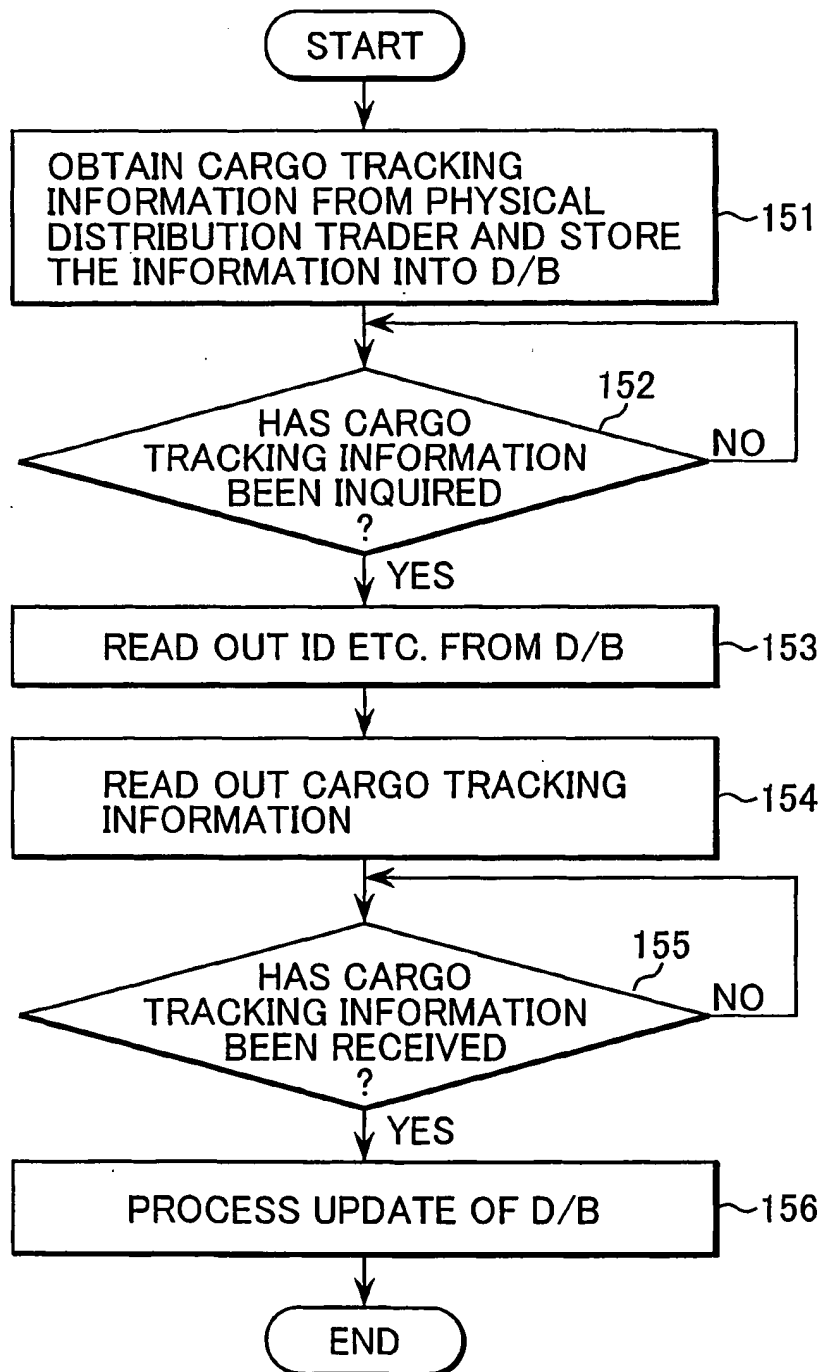 START
OBTAIN CARGO TRACKING
INFORMATION FROM PHYSICAL
DISTRIBUTION TRADER AND STORE
THE INFORMATION INTO D/B
151
152
HAS CARGO
TRACKING INFORMATION
BEEN INQUIRED
?
NO
YES
READ OUT ID ETC. FROM D/B
153
READ OUT CARGO TRACKING
INFORMATION
154
155
HAS CARGO
TRACKING INFORMATION
BEEN RECEIVED
?
NO
YES
PROCESS UPDATE OF D/B
156
END